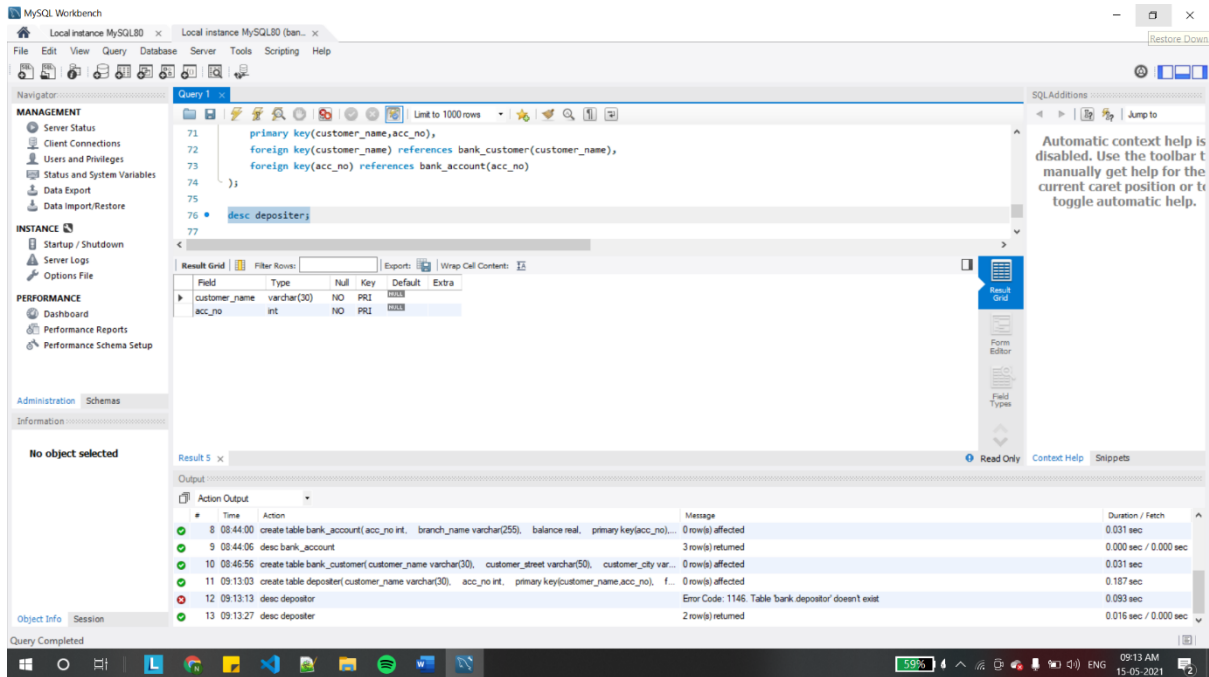 MySQL Workbench
Local instance MySQL80 × Local instance MySQL80 (ban... ×
Restore Down
File Edit View Query Database Server Tools Scripting Help
Navigator
MANAGEMENT
Server Status
Client Connections
Users and Privileges
Status and System Variables
Data Export
Data Import/Restore
INSTANCE
Startup / Shutdown
Server Logs
Options File
PERFORMANCE
Dashboard
Performance Reports
Performance Schema Setup
Administration Schemas
Information
No object selected
Object Info Session
Query 1 ×
Limit to 1000 rows
71 primary key(customer_name,acc_no),
72 foreign key(customer_name) references bank_customer(customer_name),
73 foreign key(acc_no) references bank_account(acc_no)
74 );
75
76 desc depositer;
77
Result Grid Filter Rows: Export: Wrap Cell Content:
Field Type Null Key Default Extra
customer_name varchar(30) NO PRI NULL
acc_no int NO PRI NULL
Result Grid
Form Editor
Field Types
Result 5 ×
Read Only
SQLAdditions
Jump to
Automatic context help is
disabled. Use the toolbar t
manually get help for the
current caret position or to
toggle automatic help.
Context Help Snippets
Output
Action Output
# Time Action Message Duration / Fetch
8 08:44:00 create table bank_account( acc_no int, branch_name varchar(255), balance real, primary key(acc_no),... 0 row(s) affected 0.031 sec
9 08:44:06 desc bank_account 3 row(s) returned 0.000 sec / 0.000 sec
10 08:46:56 create table bank_customer( customer_name varchar(30), customer_street varchar(50), customer_city var... 0 row(s) affected 0.031 sec
11 09:13:03 create table depositer( customer_name varchar(30), acc_no int, primary key(customer_name,acc_no), f... 0 row(s) affected 0.187 sec
12 09:13:13 desc depositor Error Code: 1146. Table 'bank.depositor' doesn't exist 0.093 sec
13 09:13:27 desc depositer 2 row(s) returned 0.016 sec / 0.000 sec
Query Completed
59% ENG 09:13 AM
15-05-2021